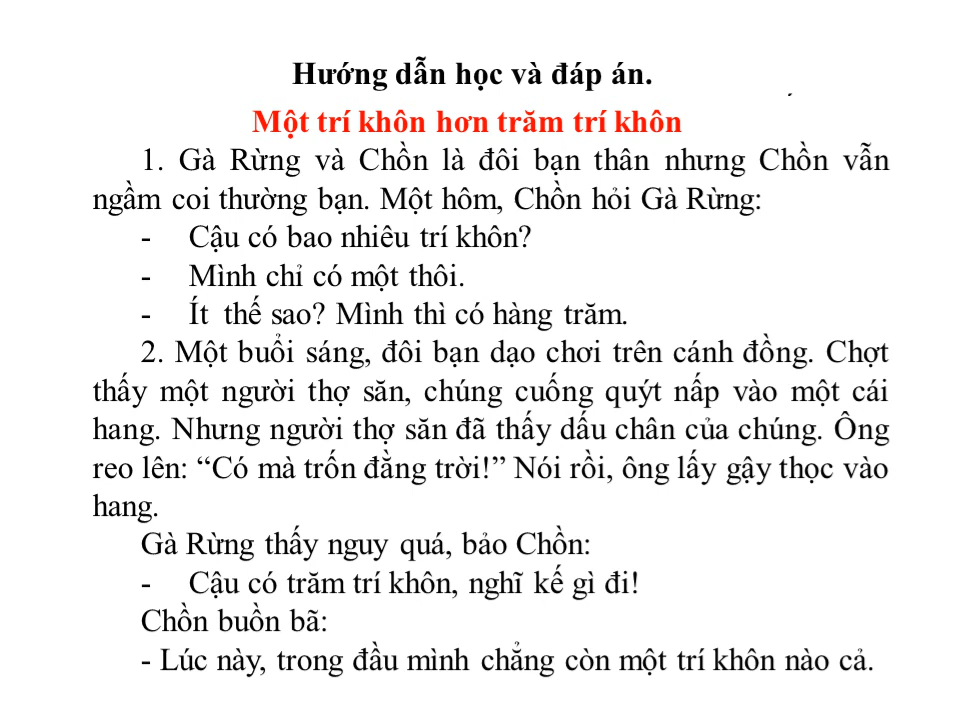 Hướng dẫn học và đáp án.
Một trí khôn hơn trăm trí khôn
1. Gà Rừng và Chồn là đôi bạn thân nhưng Chồn vẫn
ngầm coi thường bạn. Một hôm, Chồn hỏi Gà Rừng:
- Cậu có bao nhiêu trí khôn?
- Mình chỉ có một thôi.
- Ít thế sao? Mình thì có hàng trăm.
2. Một buổi sáng, đôi bạn dạo chơi trên cánh đồng. Chợt
thấy một người thợ săn, chúng cuống quýt nấp vào một cái
hang. Nhưng người thợ săn đã thấy dấu chân của chúng. Ông
reo lên: “Có mà trốn đằng trời!” Nói rồi, ông lấy gậy thọc vào
hang.
Gà Rừng thấy nguy quá, bảo Chồn:
- Cậu có trăm trí khôn, nghĩ kế gì đi!
Chồn buồn bã:
- Lúc này, trong đầu mình chẳng còn một trí khôn nào cả.